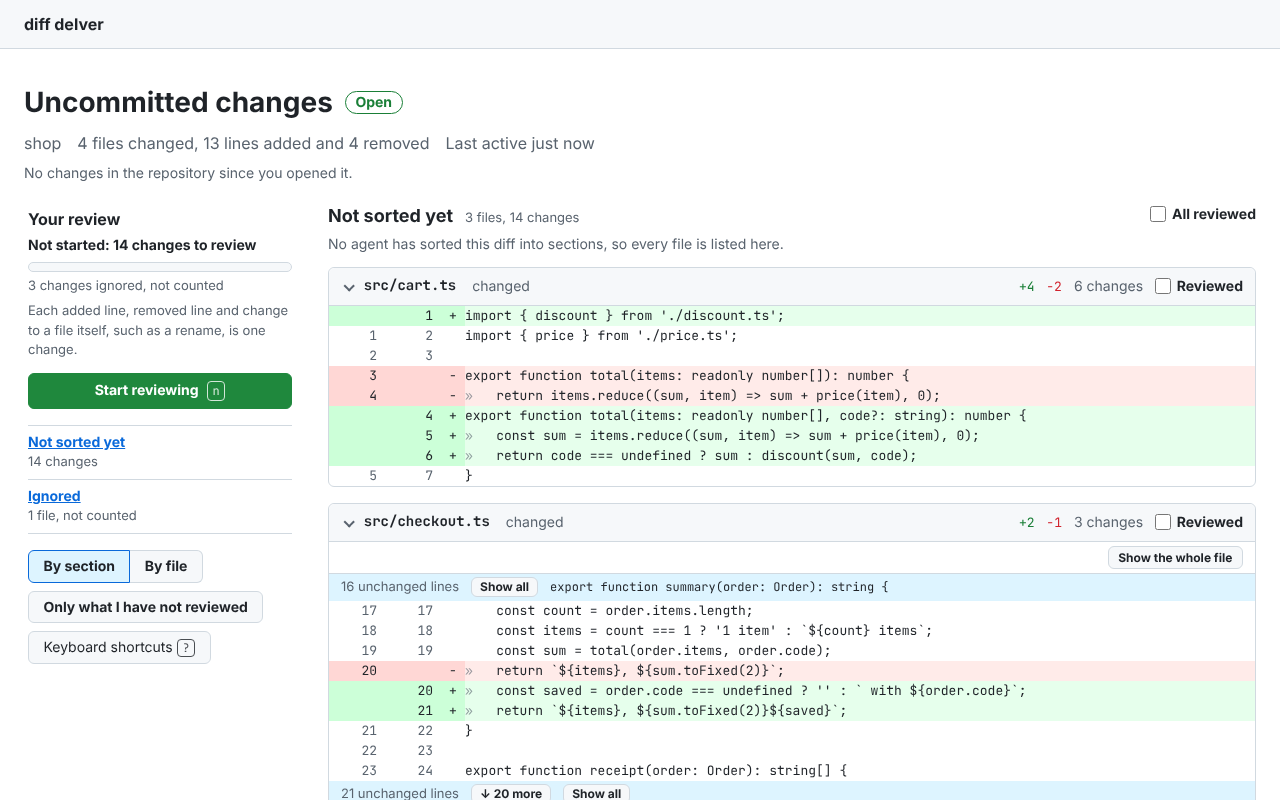 diff delver
Uncommitted changes Open
shop 4 files changed, 13 lines added and 4 removed Last active just now
No changes in the repository since you opened it.
Your review
Not started: 14 changes to review
3 changes ignored, not counted
Each added line, removed line and change
to a file itself, such as a rename, is one
change.
Start reviewing n
Not sorted yet
14 changes
Ignored
1 file, not counted
By section By file
Only what I have not reviewed
Keyboard shortcuts ?
Not sorted yet 3 files, 14 changes All reviewed
No agent has sorted this diff into sections, so every file is listed here.
src/cart.ts changed +4 -2 6 changes Reviewed
1 + import { discount } from './discount.ts';
1 2 import { price } from './price.ts';
2 3
3 - export function total(items: readonly number[]): number {
4 - » return items.reduce((sum, item) => sum + price(item), 0);
4 + export function total(items: readonly number[], code?: string): number {
5 + » const sum = items.reduce((sum, item) => sum + price(item), 0);
6 + » return code === undefined ? sum : discount(sum, code);
5 7 }
src/checkout.ts changed +2 -1 3 changes Reviewed
Show the whole file
16 unchanged lines Show all export function summary(order: Order): string {
17 17 const count = order.items.length;
18 18 const items = count === 1 ? '1 item' : `${count} items`;
19 19 const sum = total(order.items, order.code);
20 - » return `${items}, ${sum.toFixed(2)}`;
20 + » const saved = order.code === undefined ? '' : ` with ${order.code}`;
21 + » return `${items}, ${sum.toFixed(2)}${saved}`;
21 22 }
22 23
23 24 export function receipt(order: Order): string[] {
21 unchanged lines ↓ 20 more Show all